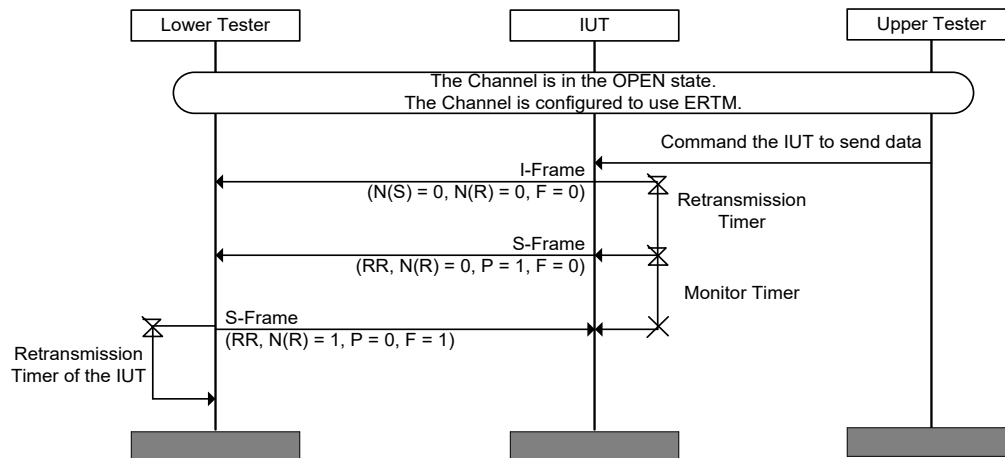 Lower Tester
IUT
Upper Tester
The Channel is in the OPEN state.
The Channel is configured to use ERTM.
Command the IUT to send data
I-Frame
(N(S) = 0, N(R) = 0, F = 0)
Retransmission
Timer
S-Frame
(RR, N(R) = 0, P = 1, F = 0)
Monitor Timer
S-Frame
(RR, N(R) = 1, P = 0, F = 1)
Retransmission
Timer of the IUT